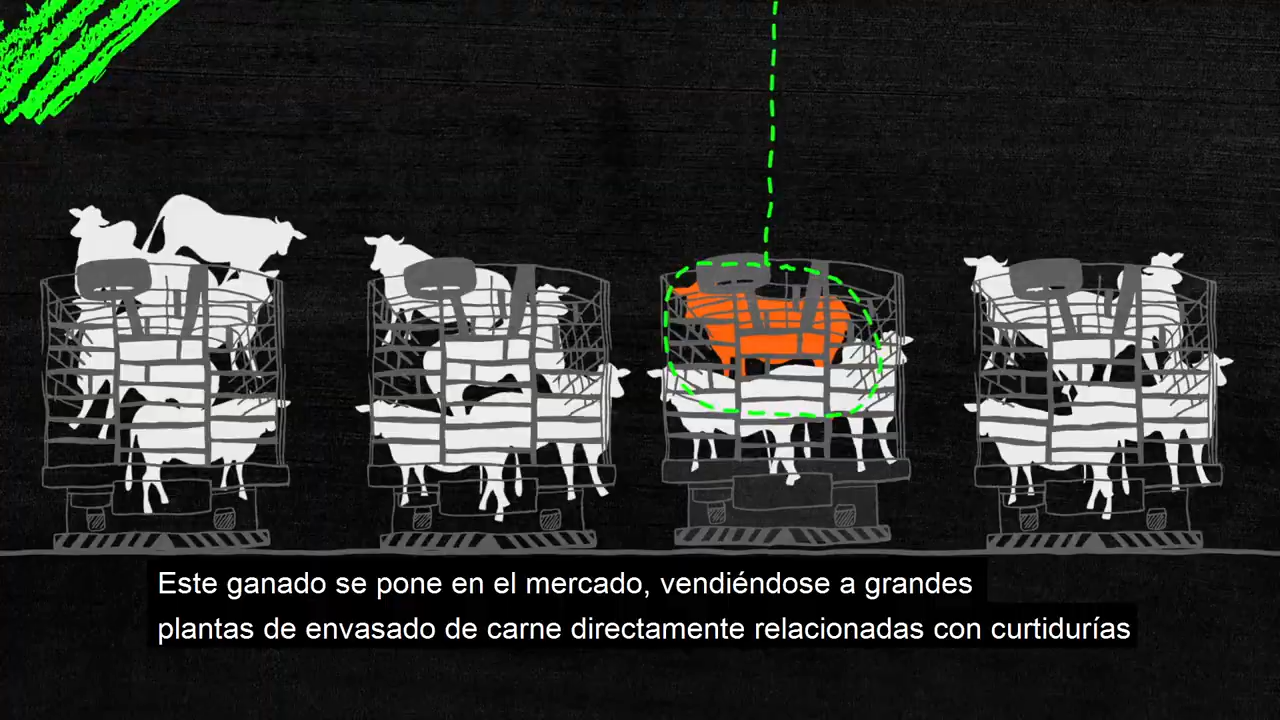 Este ganado se pone en el mercado, vendiéndose a grandes
plantas de envasado de carne directamente relacionadas con curtidurías